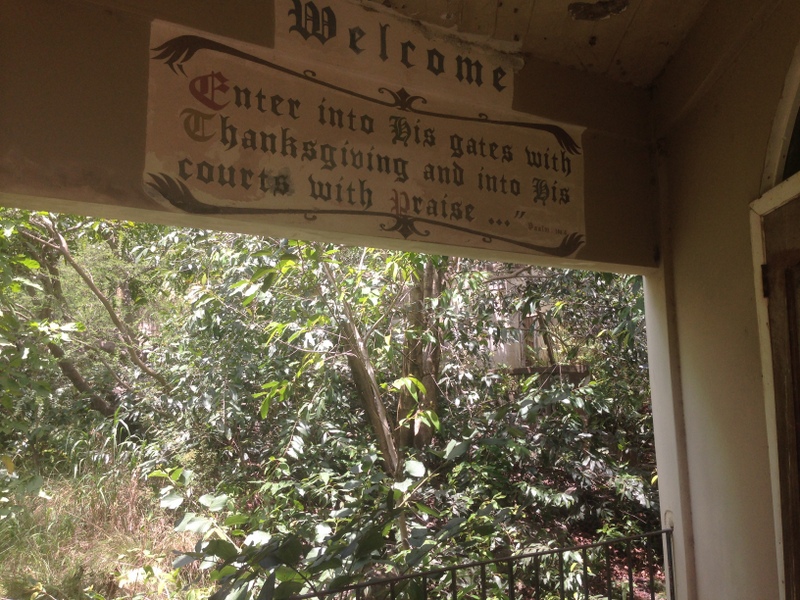 Welcome
Enter into His gates with
Thanksgiving and into His
courts with Praise ..."